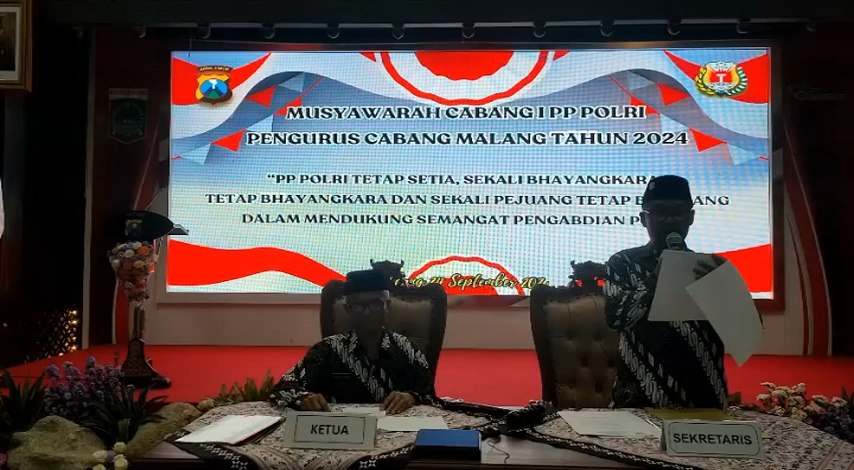 MUSYAWARAH CABANG I PP POLRI
PENGURUS CABANG MALANG TAHUN 2024
"PP POLRI TETAP SETIA, SEKALI BHAYANGKARA
TETAP BHAYANGKARA DAN SEKALI PEJUANG TETAP
DALAM MENDUKUNG SEMANGAT PENGABDIAN
September
KETUA
SEKRETARIS